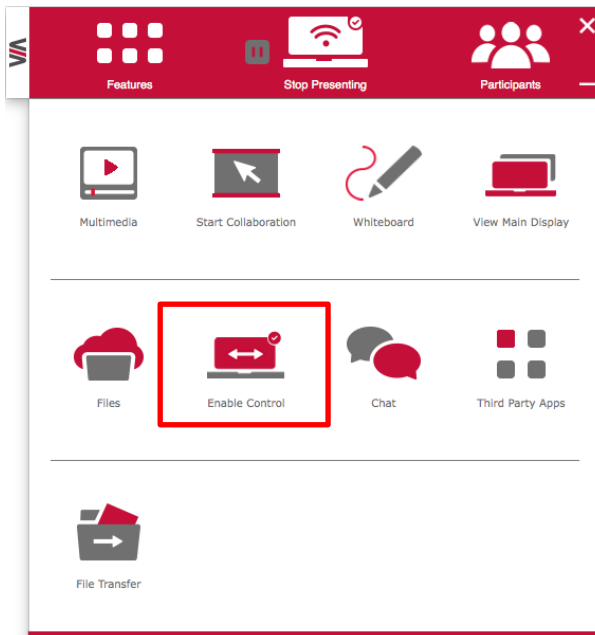 VIA
Features
Stop Presenting
Participants
Multimedia
Start Collaboration
Whiteboard
View Main Display
Files
Enable Control
Chat
Third Party Apps
File Transfer